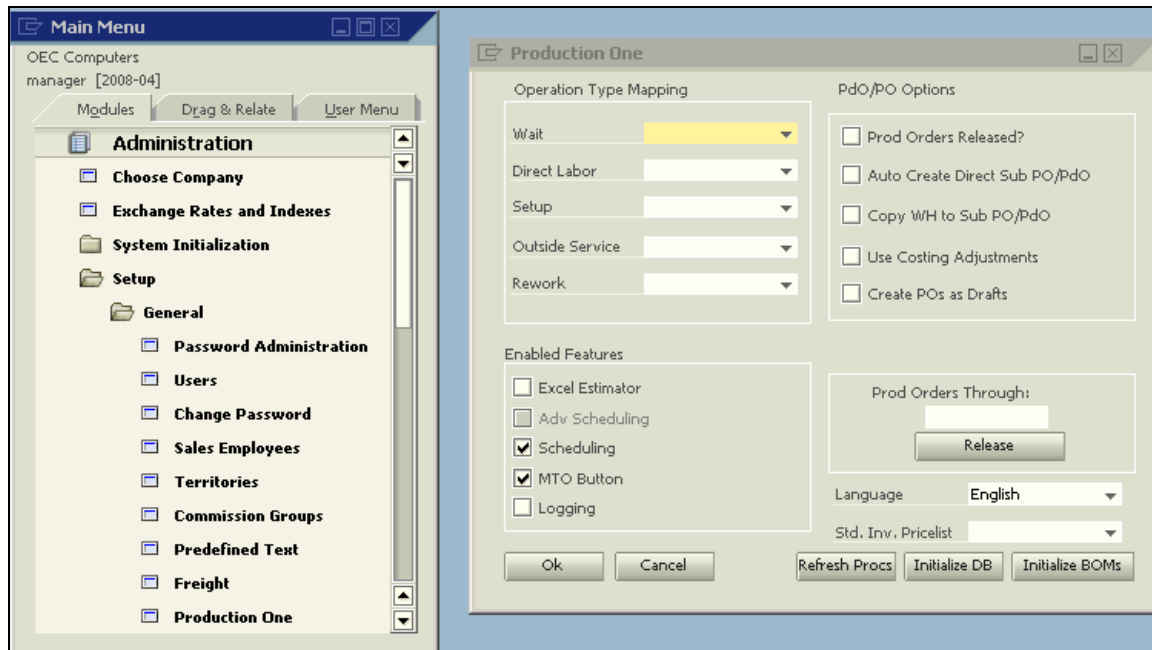 Main Menu
OEC Computers
manager [2008-04]
Modules Drag & Relate User Menu
Administration
Choose Company
Exchange Rates and Indexes
System Initialization
Setup
General
Password Administration
Users
Change Password
Sales Employees
Territories
Commission Groups
Predefined Text
Freight
Production One
Production One
Operation Type Mapping
Wait
Direct Labor
Setup
Outside Service
Rework
PdO/PO Options
Prod Orders Released?
Auto Create Direct Sub PO/PdO
Copy WH to Sub PO/PdO
Use Costing Adjustments
Create POs as Drafts
Enabled Features
Excel Estimator
Adv Scheduling
Scheduling
MTO Button
Logging
Prod Orders Through:
Release
Language English
Std. Inv. Pricelist
Ok Cancel Refresh Procs Initialize DB Initialize BOMs